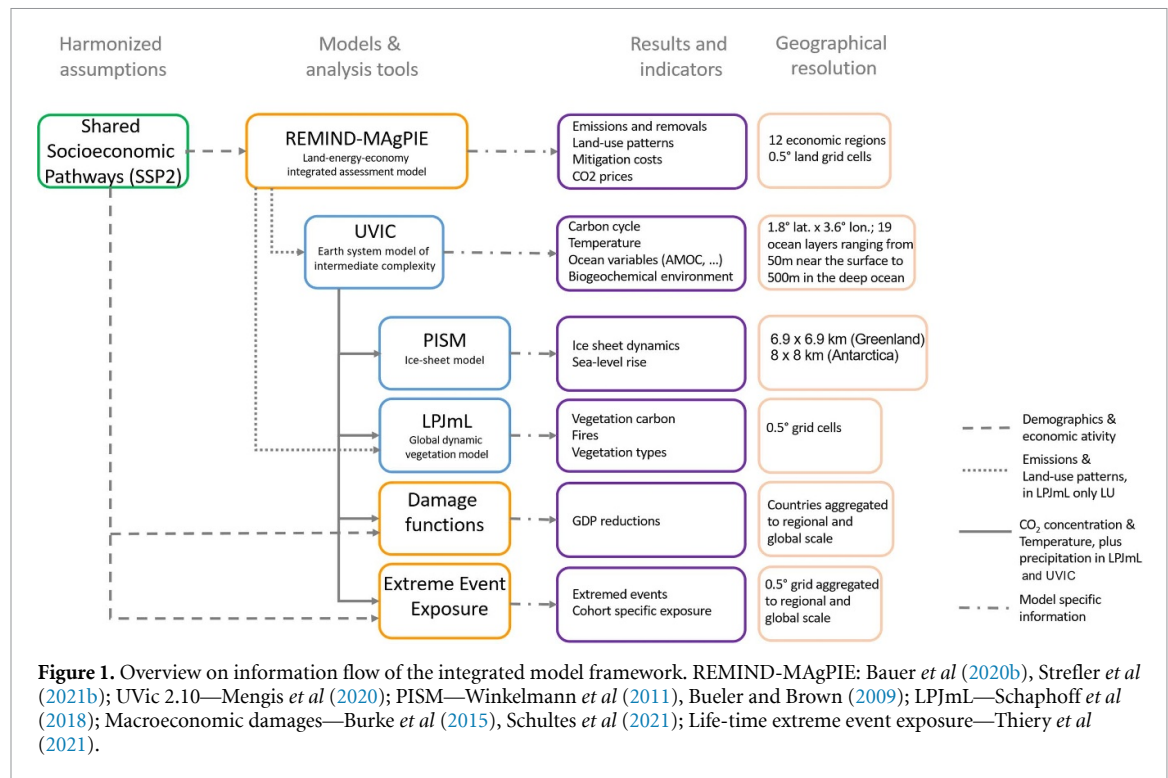 Harmonized
assumptions
Models &
analysis tools
Results and
indicators
Geographical
resolution
Shared
Socioeconomic
Pathways (SSP2)
REMIND-MAgPIE
Land-energy-economy
integrated assessment model
Emissions and removals
Land-use patterns
Mitigation costs
CO2 prices
12 economic regions
0.5° land grid cells
UVIC
Earth system model of
intermediate complexity
Carbon cycle
Temperature
Ocean variables (AMOC, ...)
Biogeochemical environment
1.8° lat. x 3.6° lon.; 19
ocean layers ranging from
50m near the surface to
500m in the deep ocean
PISM
Ice-sheet model
Ice sheet dynamics
Sea-level rise
6.9 x 6.9 km (Greenland)
8 x 8 km (Antarctica)
LPJmL
Global dynamic
vegetation model
Vegetation carbon
Fires
Vegetation types
0.5° grid cells
Damage
functions
GDP reductions
Countries aggregated
to regional and
global scale
Extreme Event
Exposure
Extremed events
Cohort specific exposure
0.5° grid aggregated
to regional and
global scale
Demographics &
economic ativity
Emissions &
Land-use patterns,
in LPJmL only LU
CO₂ concentration &
Temperature, plus
precipitation in LPJmL
and UVIC
Model specific
information
Figure 1. Overview on information flow of the integrated model framework. REMIND-MAgPIE: Bauer et al (2020b), Strefler et al
(2021b); UVic 2.10—Mengis et al (2020); PISM—Winkelmann et al (2011), Bueler and Brown (2009); LPJmL—Schaphoff et al
(2018); Macroeconomic damages—Burke et al (2015), Schultes et al (2021); Life-time extreme event exposure—Thiery et al
(2021).